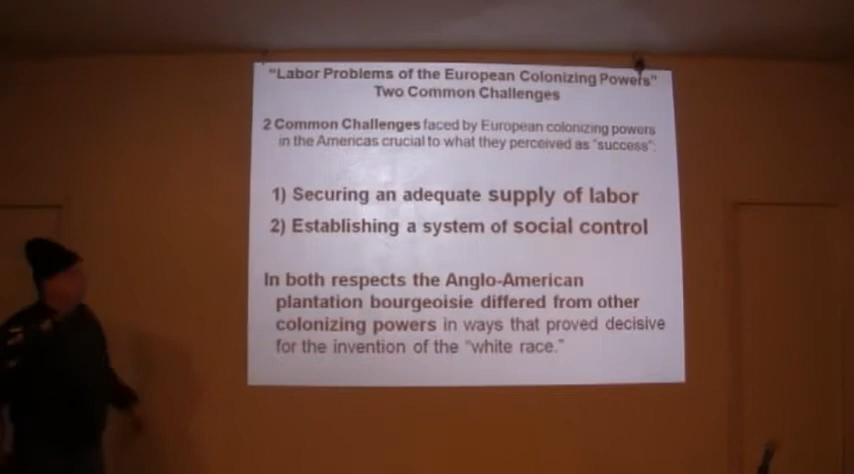 "Labor Problems of the European Colonizing Powers"
Two Common Challenges
2 Common Challenges faced by European colonizing powers
in the Americas crucial to what they perceived as "success":
1) Securing an adequate supply of labor
2) Establishing a system of social control
In both respects the Anglo-American
plantation bourgeoisie differed from other
colonizing powers in ways that proved decisive
for the invention of the "white race."